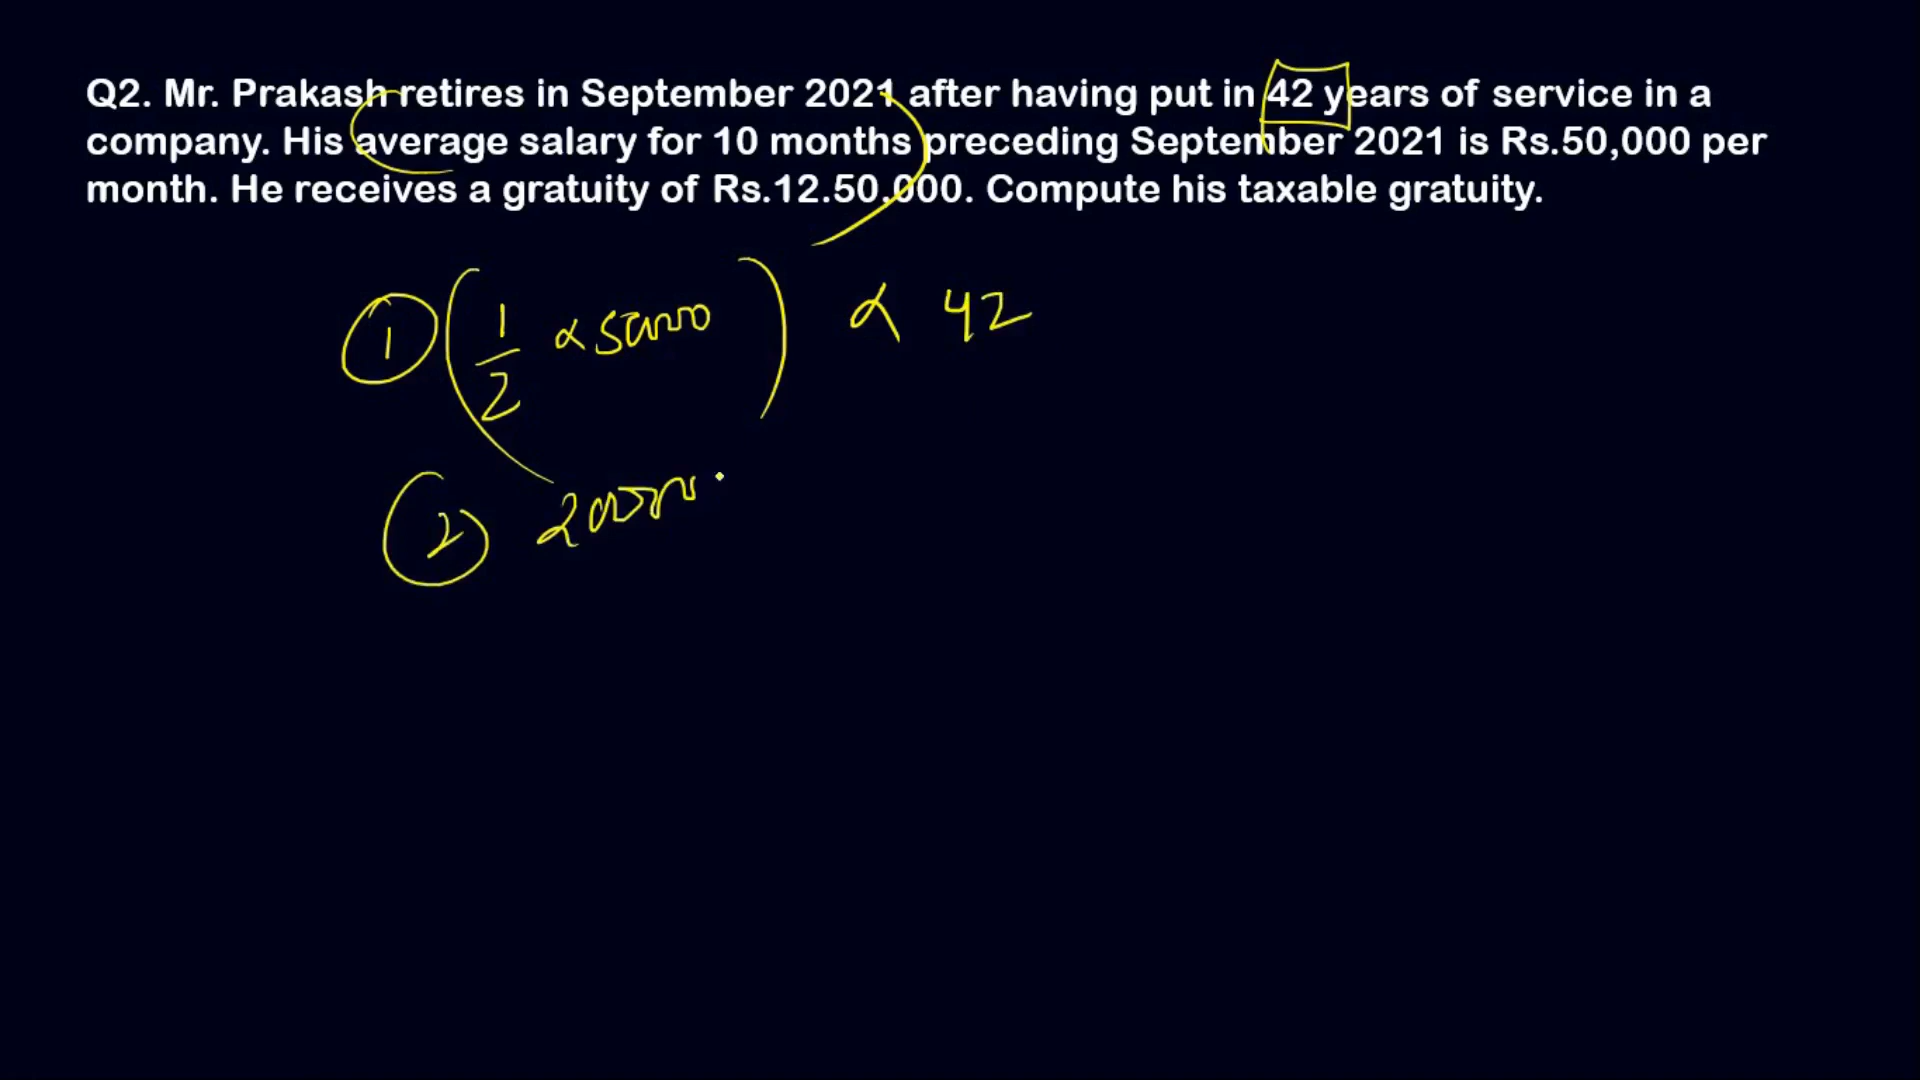 Q2. Mr. Prakash retires in September 2021 after having put in 42 years of service in a
company. His average salary for 10 months preceding September 2021 is Rs.50,000 per
month. He receives a gratuity of Rs.12.50,000. Compute his taxable gratuity.
① (1/2 × 50000) × 42
②